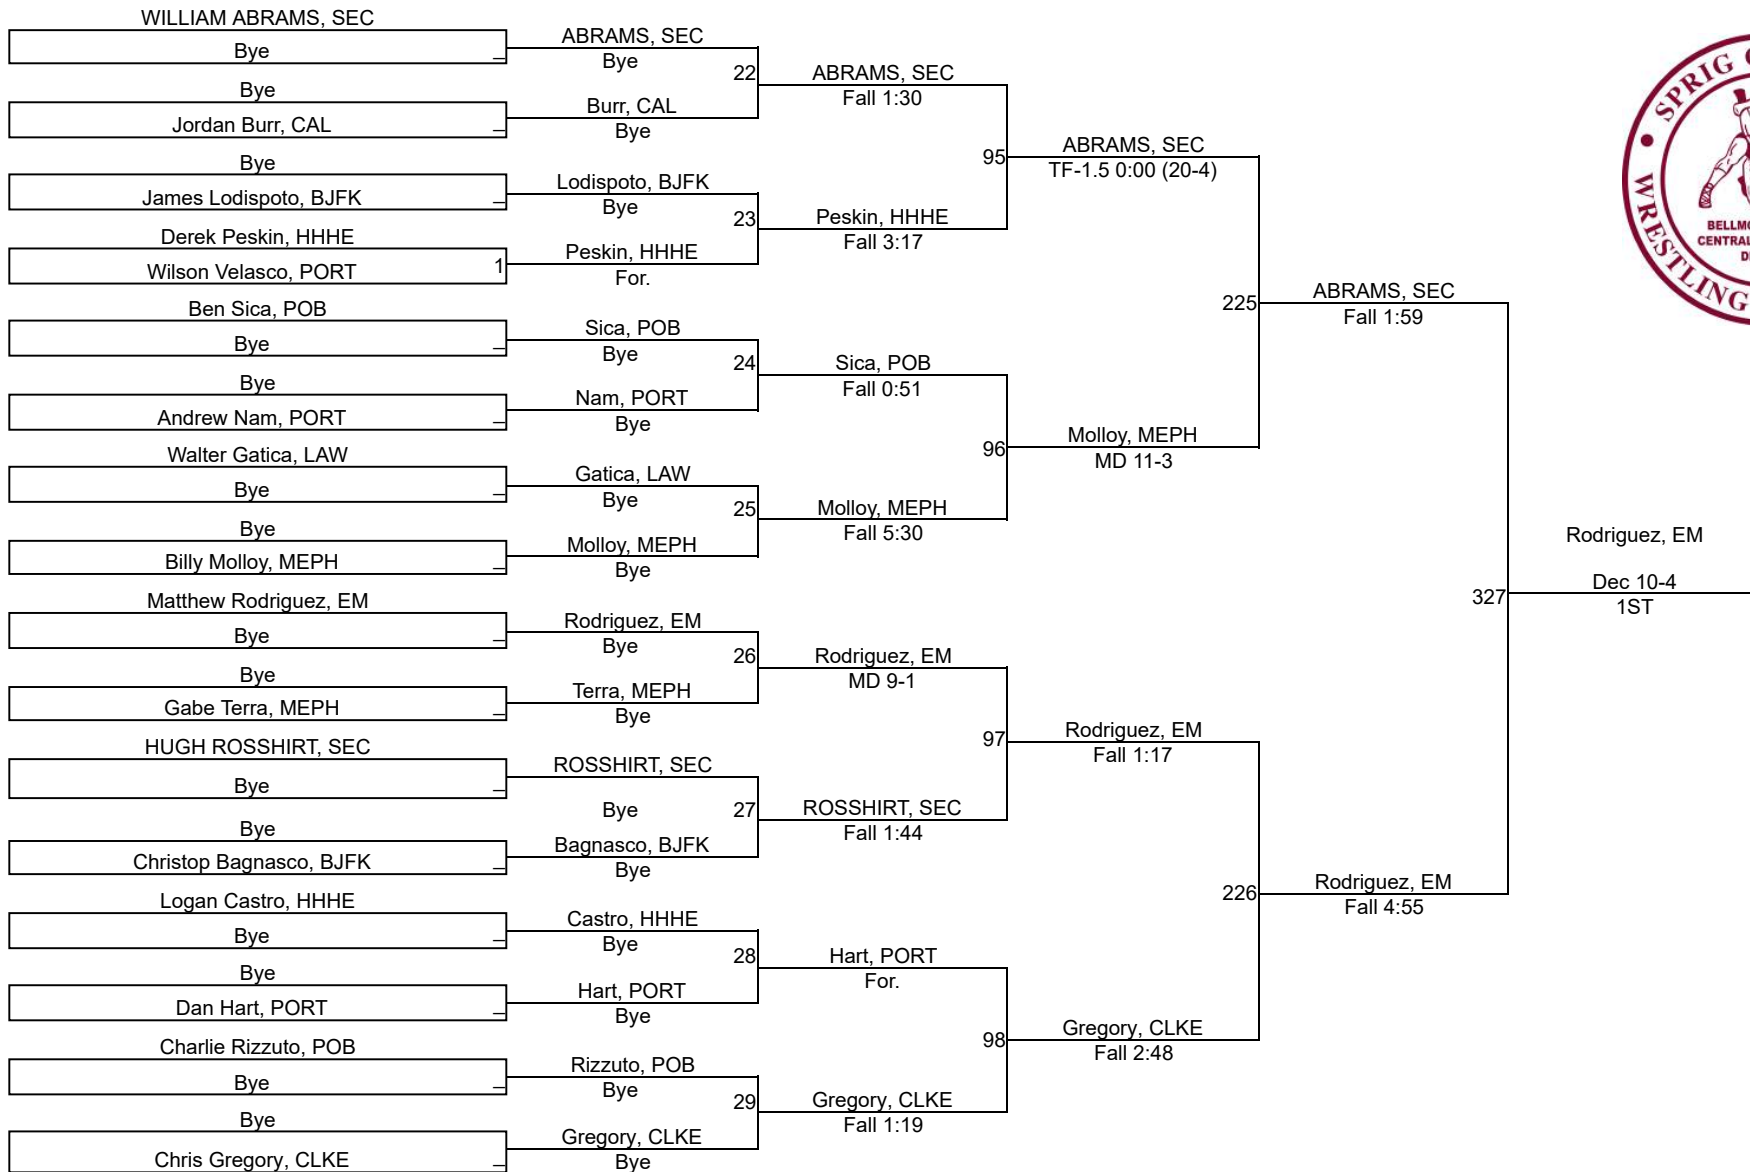 WILLIAM ABRAMS, SEC
Bye
_
Bye
Jordan Burr, CAL
_
Bye
James Lodispoto, BJFK
_
Derek Peskin, HHHE
Wilson Velasco, PORT
1
Ben Sica, POB
Bye
_
Bye
Andrew Nam, PORT
_
Walter Gatica, LAW
Bye
_
Bye
Billy Molloy, MEPH
_
Matthew Rodriguez, EM
Bye
_
Bye
Gabe Terra, MEPH
_
HUGH ROSSHIRT, SEC
Bye
_
Bye
Christop Bagnasco, BJFK
_
Logan Castro, HHHE
Bye
_
Bye
Dan Hart, PORT
_
Charlie Rizzuto, POB
Bye
_
Bye
Chris Gregory, CLKE
_
ABRAMS, SEC
Bye
22
Burr, CAL
Bye
Lodispoto, BJFK
Bye
23
Peskin, HHHE
For.
Sica, POB
Bye
24
Nam, PORT
Bye
Gatica, LAW
Bye
25
Molloy, MEPH
Bye
Rodriguez, EM
Bye
26
Terra, MEPH
Bye
ROSSHIRT, SEC
Bye
27
Bagnasco, BJFK
Bye
Castro, HHHE
Bye
28
Hart, PORT
Bye
Rizzuto, POB
Bye
29
Gregory, CLKE
Bye
ABRAMS, SEC
Fall 1:30
95
Peskin, HHHE
Fall 3:17
Sica, POB
Fall 0:51
96
Molloy, MEPH
Fall 5:30
Rodriguez, EM
MD 9-1
97
ROSSHIRT, SEC
Fall 1:44
Hart, PORT
For.
98
Gregory, CLKE
Fall 1:19
ABRAMS, SEC
TF-1.5 0:00 (20-4)
225
Molloy, MEPH
MD 11-3
Rodriguez, EM
Fall 1:17
226
Gregory, CLKE
Fall 2:48
ABRAMS, SEC
Fall 1:59
327
Rodriguez, EM
Fall 4:55
Rodriguez, EM
Dec 10-4
1ST
SPRIG
WRESTLING
CENTRAL